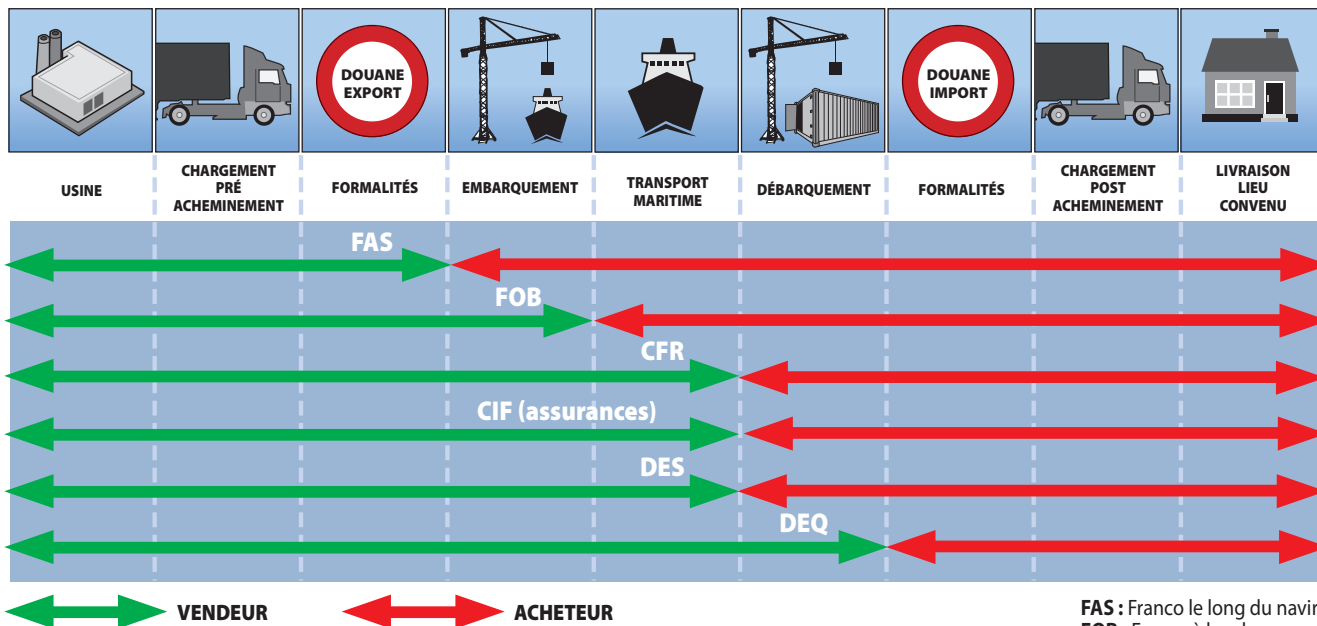 DOUANE
EXPORT
DOUANE
IMPORT
USINE
CHARGEMENT
PRÉ
ACHEMINEMENT
FORMALITÉS
EMBARQUEMENT
TRANSPORT
MARITIME
DÉBARQUEMENT
FORMALITÉS
CHARGEMENT
POST
ACHEMINEMENT
LIVRAISON
LIEU
CONVENU
FAS
FOB
CFR
CIF (assurances)
DES
DEQ
VENDEUR
ACHETEUR
FAS : Franco le long du navir